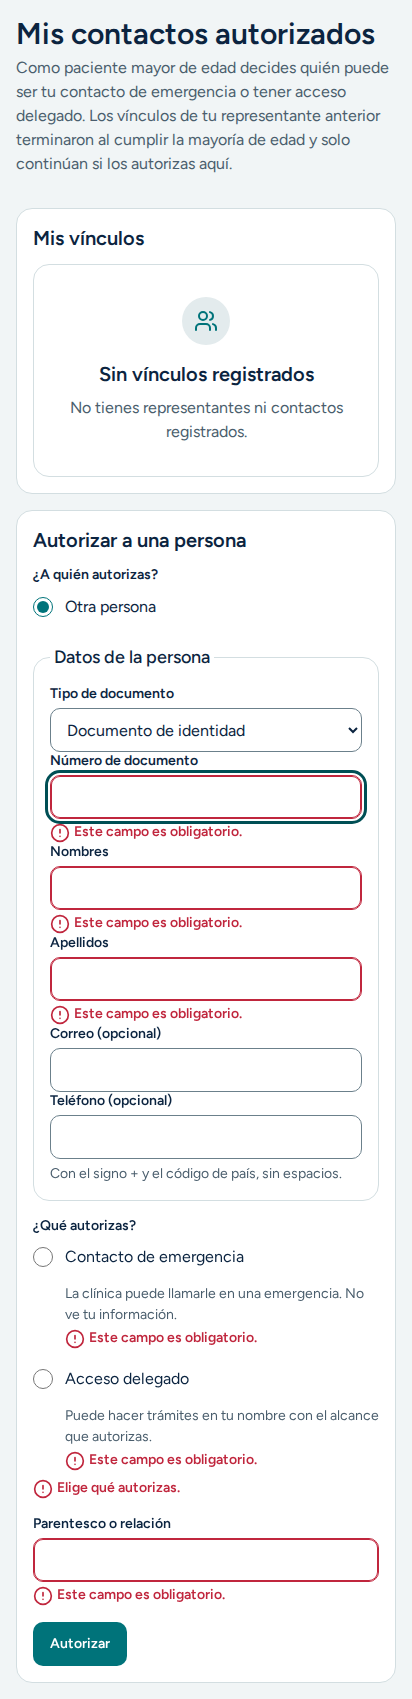 Mis contactos autorizados
Como paciente mayor de edad decides quién puede
ser tu contacto de emergencia o tener acceso
delegado. Los vínculos de tu representante anterior
terminaron al cumplir la mayoría de edad y solo
continúan si los autorizas aquí.
Mis vínculos
Sin vínculos registrados
No tienes representantes ni contactos
registrados.
Autorizar a una persona
¿A quién autorizas?
Otra persona
Datos de la persona
Tipo de documento
Documento de identidad
Número de documento
Este campo es obligatorio.
Nombres
Este campo es obligatorio.
Apellidos
Este campo es obligatorio.
Correo (opcional)
Teléfono (opcional)
Con el signo + y el código de país, sin espacios.
¿Qué autorizas?
Contacto de emergencia
La clínica puede llamarle en una emergencia. No
ve tu información.
Este campo es obligatorio.
Acceso delegado
Puede hacer trámites en tu nombre con el alcance
que autorizas.
Este campo es obligatorio.
Elige qué autorizas.
Parentesco o relación
Este campo es obligatorio.
Autorizar